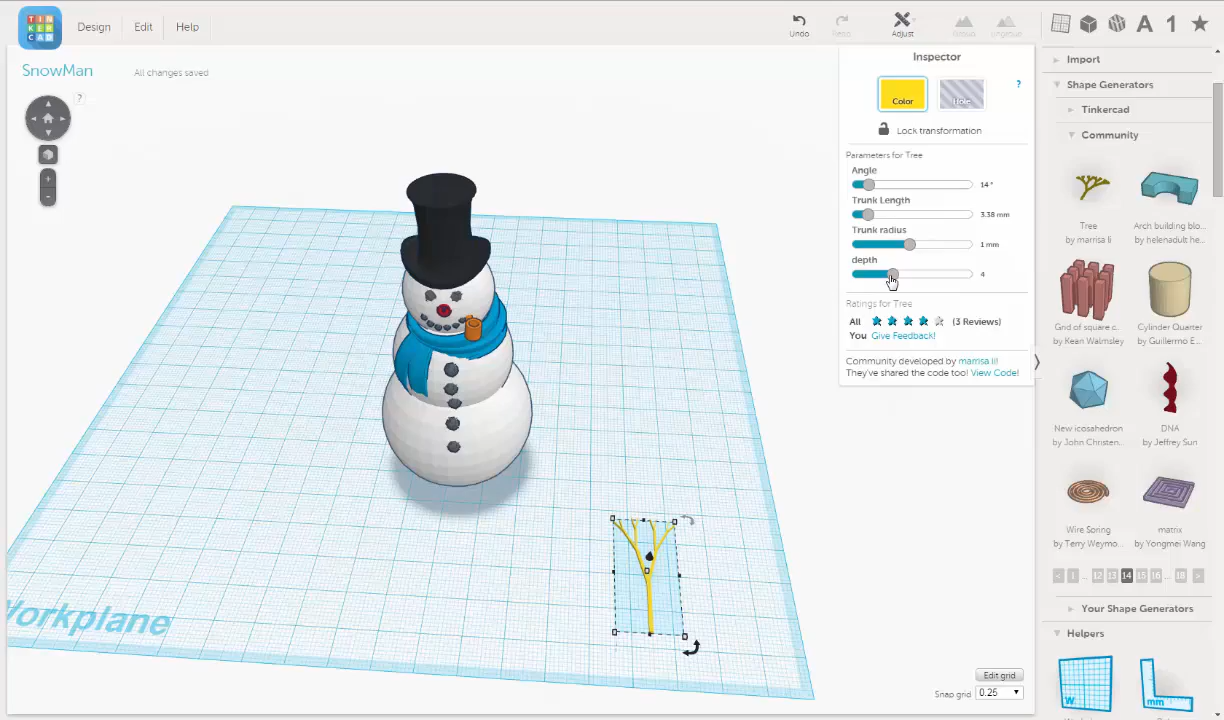 TIN
KER
CAD
Design
Edit
Help
Undo
Redo
Adjust
Group
Ungroup
SnowMan
All changes saved
?
Inspector
Color
Hole
?
Lock transformation
Parameters for Tree
Angle
14 °
Trunk Length
3.38 mm
Trunk radius
1 mm
depth
4
Ratings for Tree
All
(3 Reviews)
You
Give Feedback!
Community developed by marrisa li!
They've shared the code too! View Code!
Workplane
Edit grid
Snap grid
0.25
A
1
Import
Shape Generators
Tinkercad
Community
Tree
by marisa li
Arch building blo...
by helenadult he...
Grid of square c...
by Kean Walmsley
Cylinder Quarter
by Guillermo E...
New icosahedron
by John Christen...
DNA
by Jeffrey Sun
Wire Spring
by Terry Weymo...
matrix
by Yongmei Wang
< 1 ... 12 13 14 15 16 ... 18 >
Your Shape Generators
Helpers
W
mm